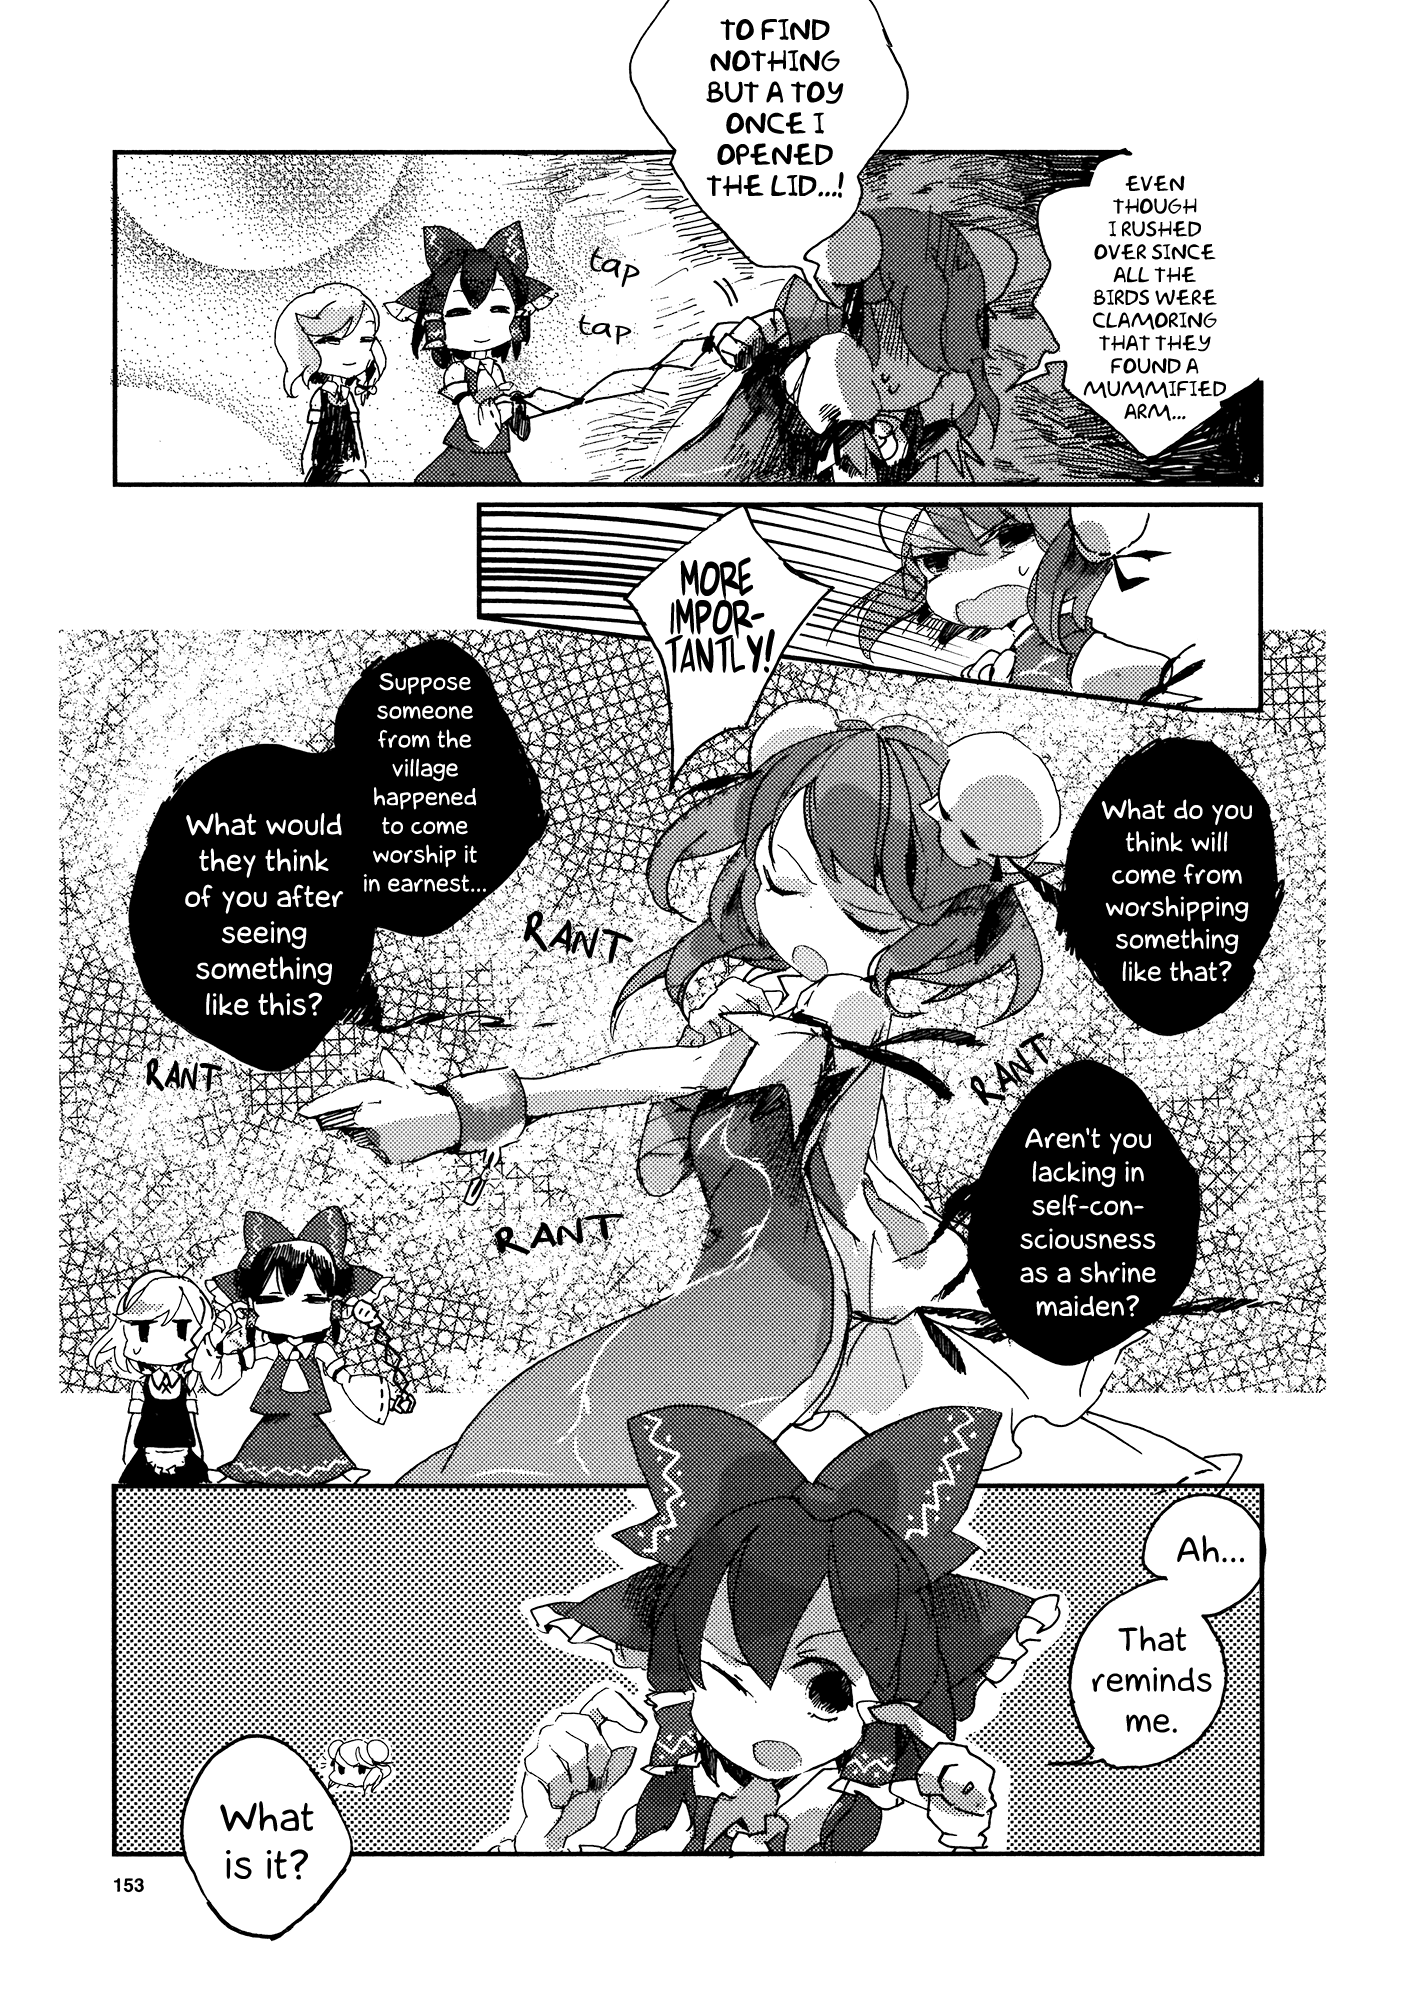 EVEN
THOUGH
I RUSHED
OVER SINCE
ALL THE
BIRDS WERE
CLAMORING
THAT THEY
FOUND A
MUMMIFIED
ARM...
TO FIND
NOTHING
BUT A TOY
ONCE I
OPENED
THE LID...!
tap
tap
MORE
IMPOR-
TANTLY!
What do you
think will
come from
worshipping
something
like that?
RANT
Aren't you
lacking in
self-con-
sciousness
as a shrine
maiden?
Suppose
someone
from the
village
happened
to come
worship it
in earnest...
What would
they think
of you after
seeing
something
like this?
RANT
RANT
RANT
Ah...
That
reminds
me.
What
is it?
153